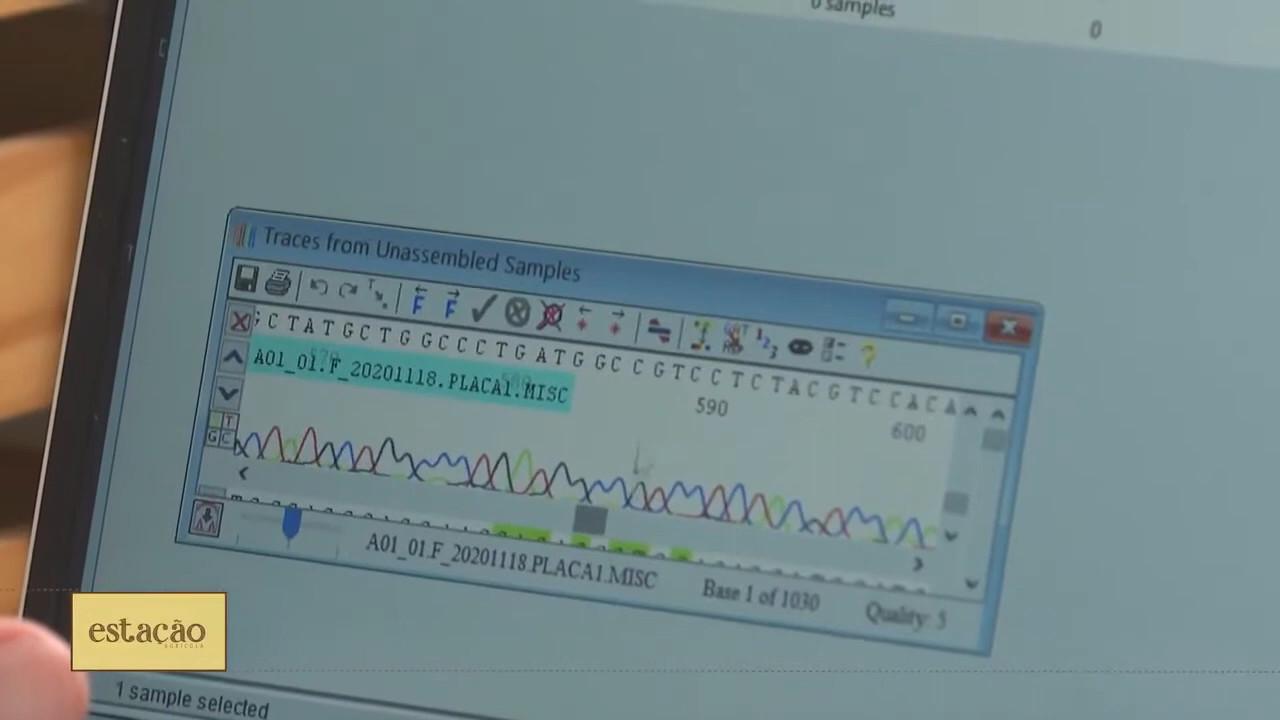 0 samples 0
Traces from Unassembled Samples
G C T A T G C T G G C C C T G A T G G C C G T C C T C T A C G T C C A C A
A01_01.F_20201118.PLACA1.MISC
590 600
T
G C
A01_01.F_20201118.PLACA1.MISC Base 1 of 1030 Quality: 5
estação
AGRÍCOLA
1 sample selected